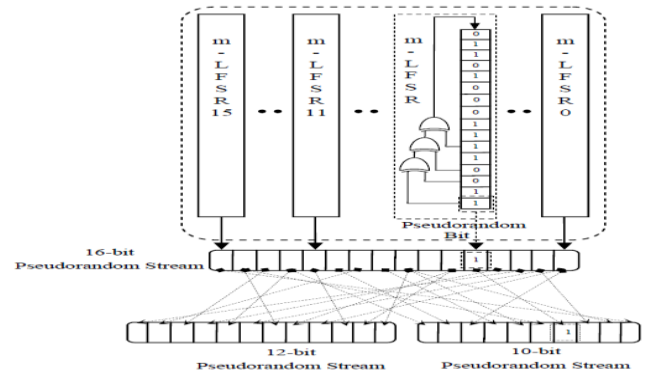 m-LFSR15
m-LFSR11
m-LFSR
0
1
1
0
1
0
0
0
1
1
1
1
0
0
1
1
m-LFSR0
Pseudorandom
Bit
16-bit
Pseudorandom Stream
1
1
12-bit
Pseudorandom Stream
10-bit
Pseudorandom Stream